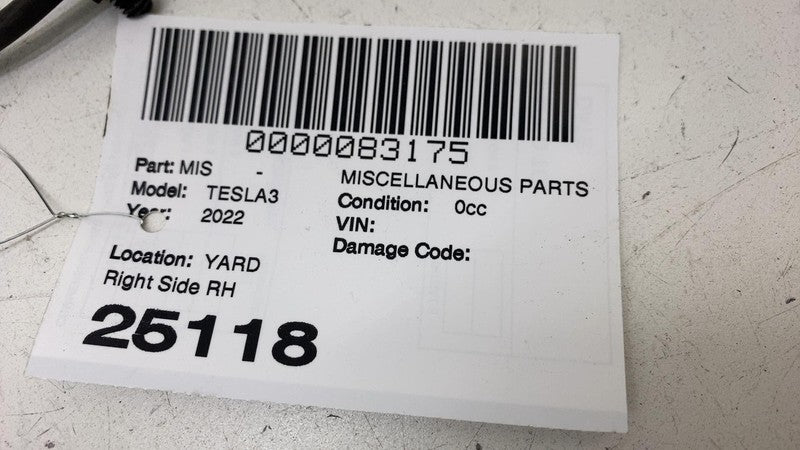 0000083175
Part: MIS - MISCELLANEOUS PARTS
Model: TESLA3 Condition: 0cc
Year: 2022 VIN:
Damage Code:
Location: YARD
Right Side RH
25118